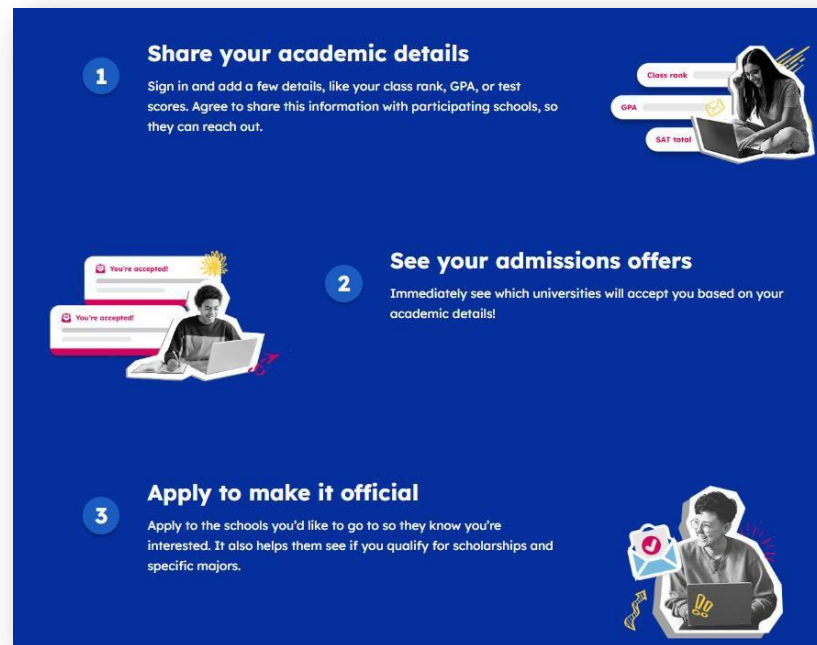 1
Share your academic details
Sign in and add a few details, like your class rank, GPA, or test
scores. Agree to share this information with participating schools, so
they can reach out.
Class rank
GPA
SAT total
You're accepted!
You're accepted!
2
See your admissions offers
Immediately see which universities will accept you based on your
academic details!
3
Apply to make it official
Apply to the schools you'd like to go to so they know you're
interested. It also helps them see if you qualify for scholarships and
specific majors.
!!